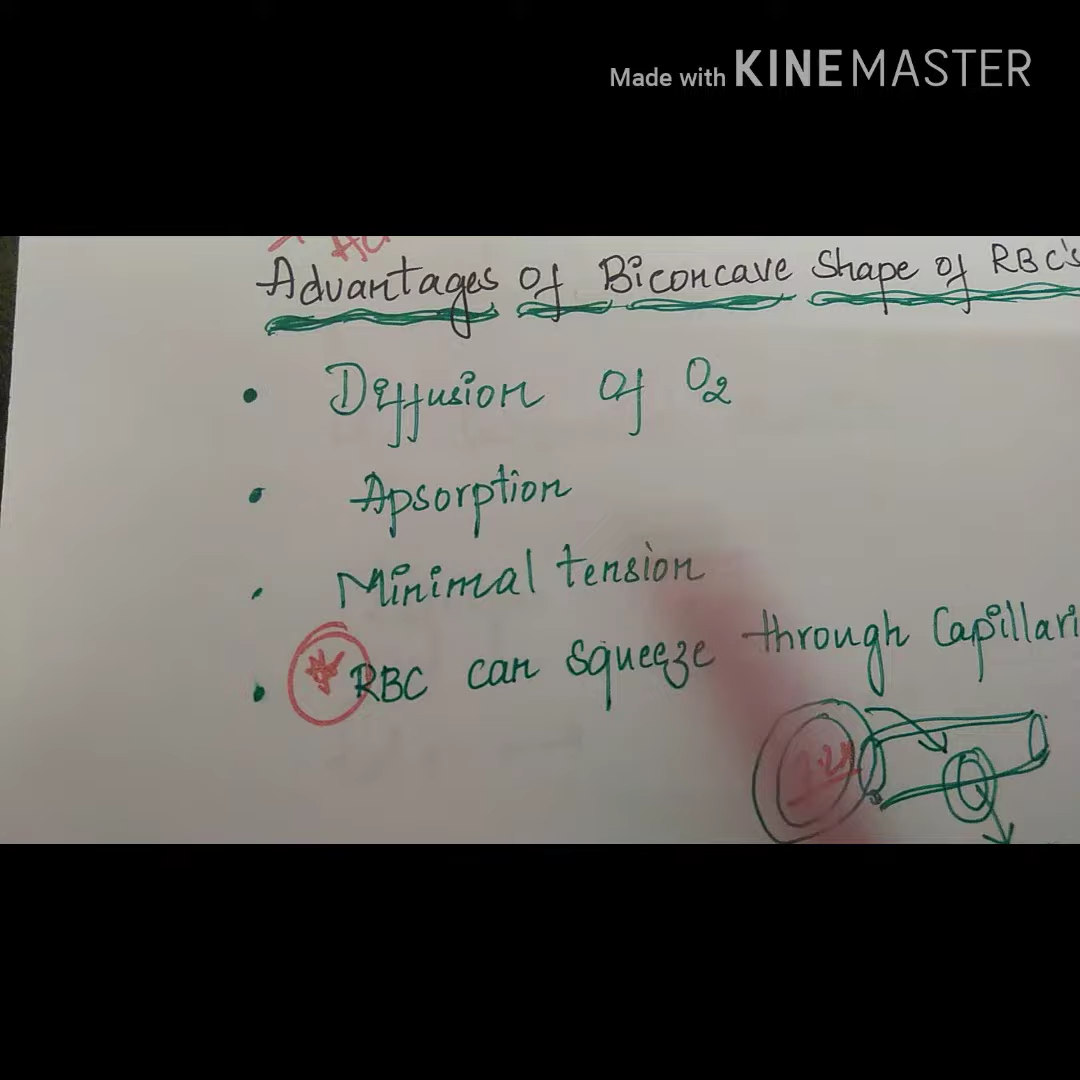 Made with KINEMASTER
Advantages of Biconcave Shape of RBC's
• Diffusion of O2
• Apsorption
• Minimal tension
• RBC can squeeze through Capillari